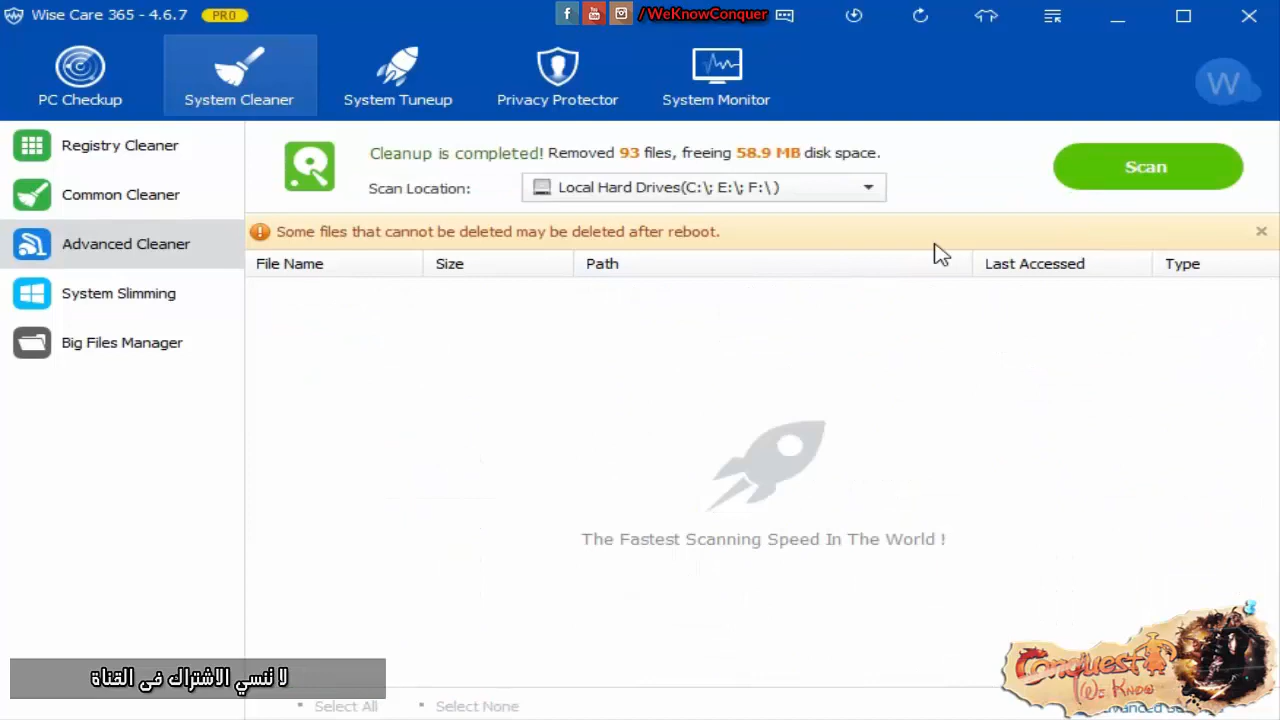 Wise Care 365 - 4.6.7 PRO
/WeKnowConquer
PC Checkup
System Cleaner
System Tuneup
Privacy Protector
System Monitor
W
Registry Cleaner
Common Cleaner
Advanced Cleaner
System Slimming
Big Files Manager
Cleanup is completed! Removed 93 files, freeing 58.9 MB disk space.
Scan Location: Local Hard Drives(C:\; E:\; F:\)
Scan
Some files that cannot be deleted may be deleted after reboot.
File Name Size Path Last Accessed Type
The Fastest Scanning Speed In The World !
لا تنسي الاشتراك فى القناة
Conquest
We Know
3
Select All Select None